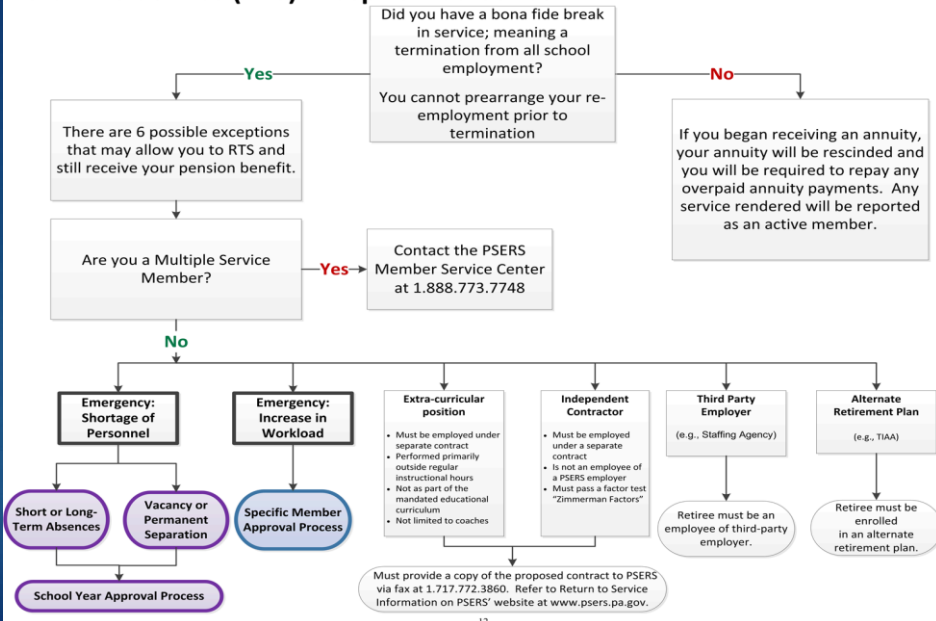 Did you have a bona fide break
in service; meaning a
termination from all school
employment?
You cannot prearrange your re-
employment prior to
termination
Yes
No
There are 6 possible exceptions
that may allow you to RTS and
still receive your pension benefit.
If you began receiving an annuity,
your annuity will be rescinded and
you will be required to repay any
overpaid annuity payments. Any
service rendered will be reported
as an active member.
Are you a Multiple Service
Member?
Yes
Contact the PSERS
Member Service Center
at 1.888.773.7748
No
Emergency:
Shortage of
Personnel
Emergency:
Increase in
Workload
Extra-curricular
position
• Must be employed under
separate contract
• Performed primarily
outside regular
instructional hours
• Not as part of the
mandated educational
curriculum
• Not limited to coaches
Independent
Contractor
• Must be employed
under a separate
contract
• Is not an employee of
a PSERS employer
• Must pass a factor test
"Zimmerman Factors"
Third Party
Employer
(e.g., Staffing Agency)
Alternate
Retirement Plan
(e.g., TIAA)
Short or Long-
Term Absences
Vacancy or
Permanent
Separation
Specific Member
Approval Process
Retiree must be an
employee of third-party
employer.
Retiree must be
enrolled
in an alternate
retirement plan.
School Year Approval Process
Must provide a copy of the proposed contract to PSERS
via fax at 1.717.772.3860. Refer to Return to Service
Information on PSERS' website at www.psers.pa.gov.